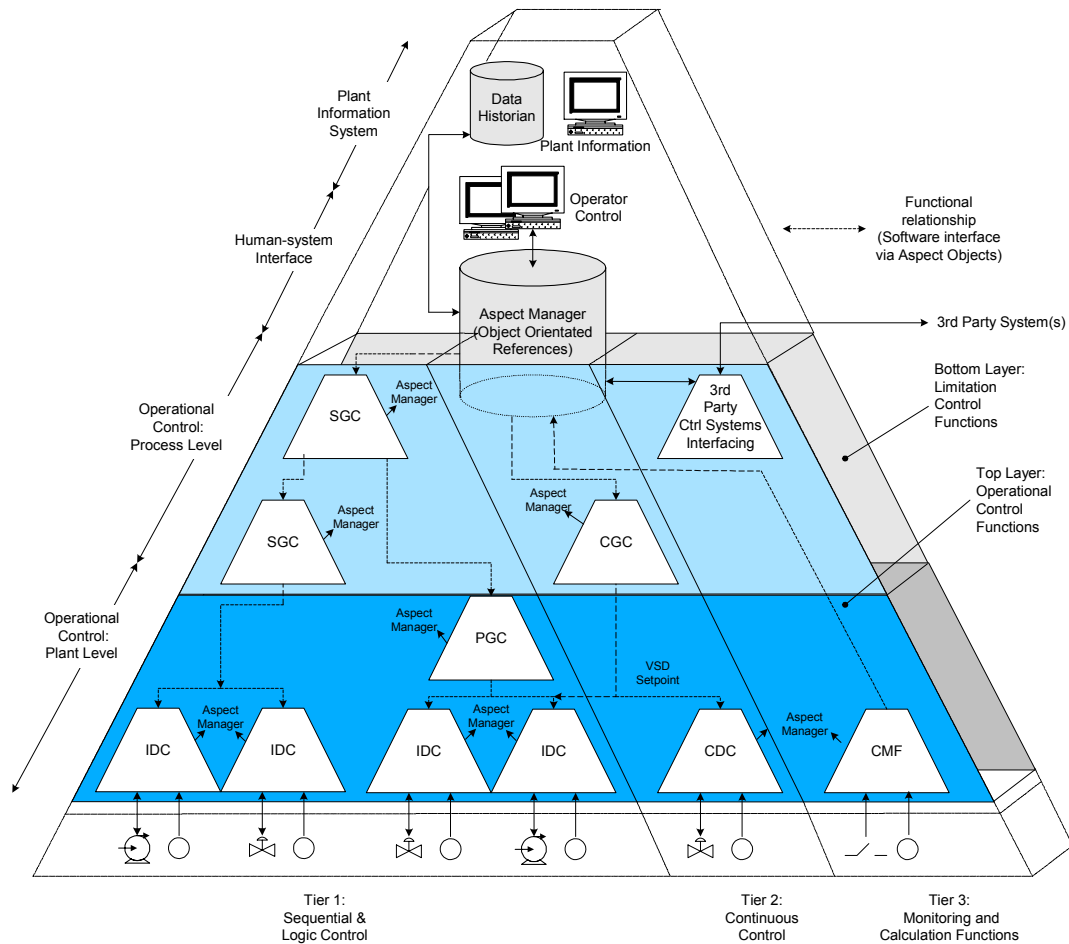 Data
Historian
Plant Information
Plant
Information
System
Operator
Control
Human-system
Interface
Functional
relationship
(Software interface
via Aspect Objects)
Aspect Manager
(Object Orientated
References)
3rd Party System(s)
Bottom Layer:
Limitation
Control
Functions
SGC
Aspect
Manager
3rd
Party
Ctrl Systems
Interfacing
Operational
Control:
Process Level
Top Layer:
Operational
Control
Functions
SGC
Aspect
Manager
Aspect
Manager
CGC
Operational
Control:
Plant Level
Aspect
Manager
PGC
VSD
Setpoint
IDC
Aspect
Manager
IDC
IDC
Aspect
Manager
IDC
CDC
Aspect
Manager
CMF
Tier 1:
Sequential &
Logic Control
Tier 2:
Continuous
Control
Tier 3:
Monitoring and
Calculation Functions